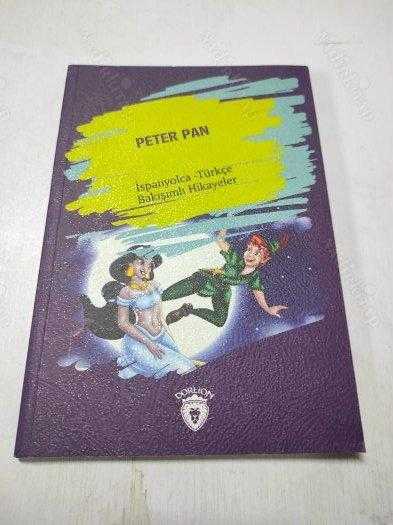 PETER PAN
İspanyolca -Türkçe
Bakışımlı Hikayeler
DORLION